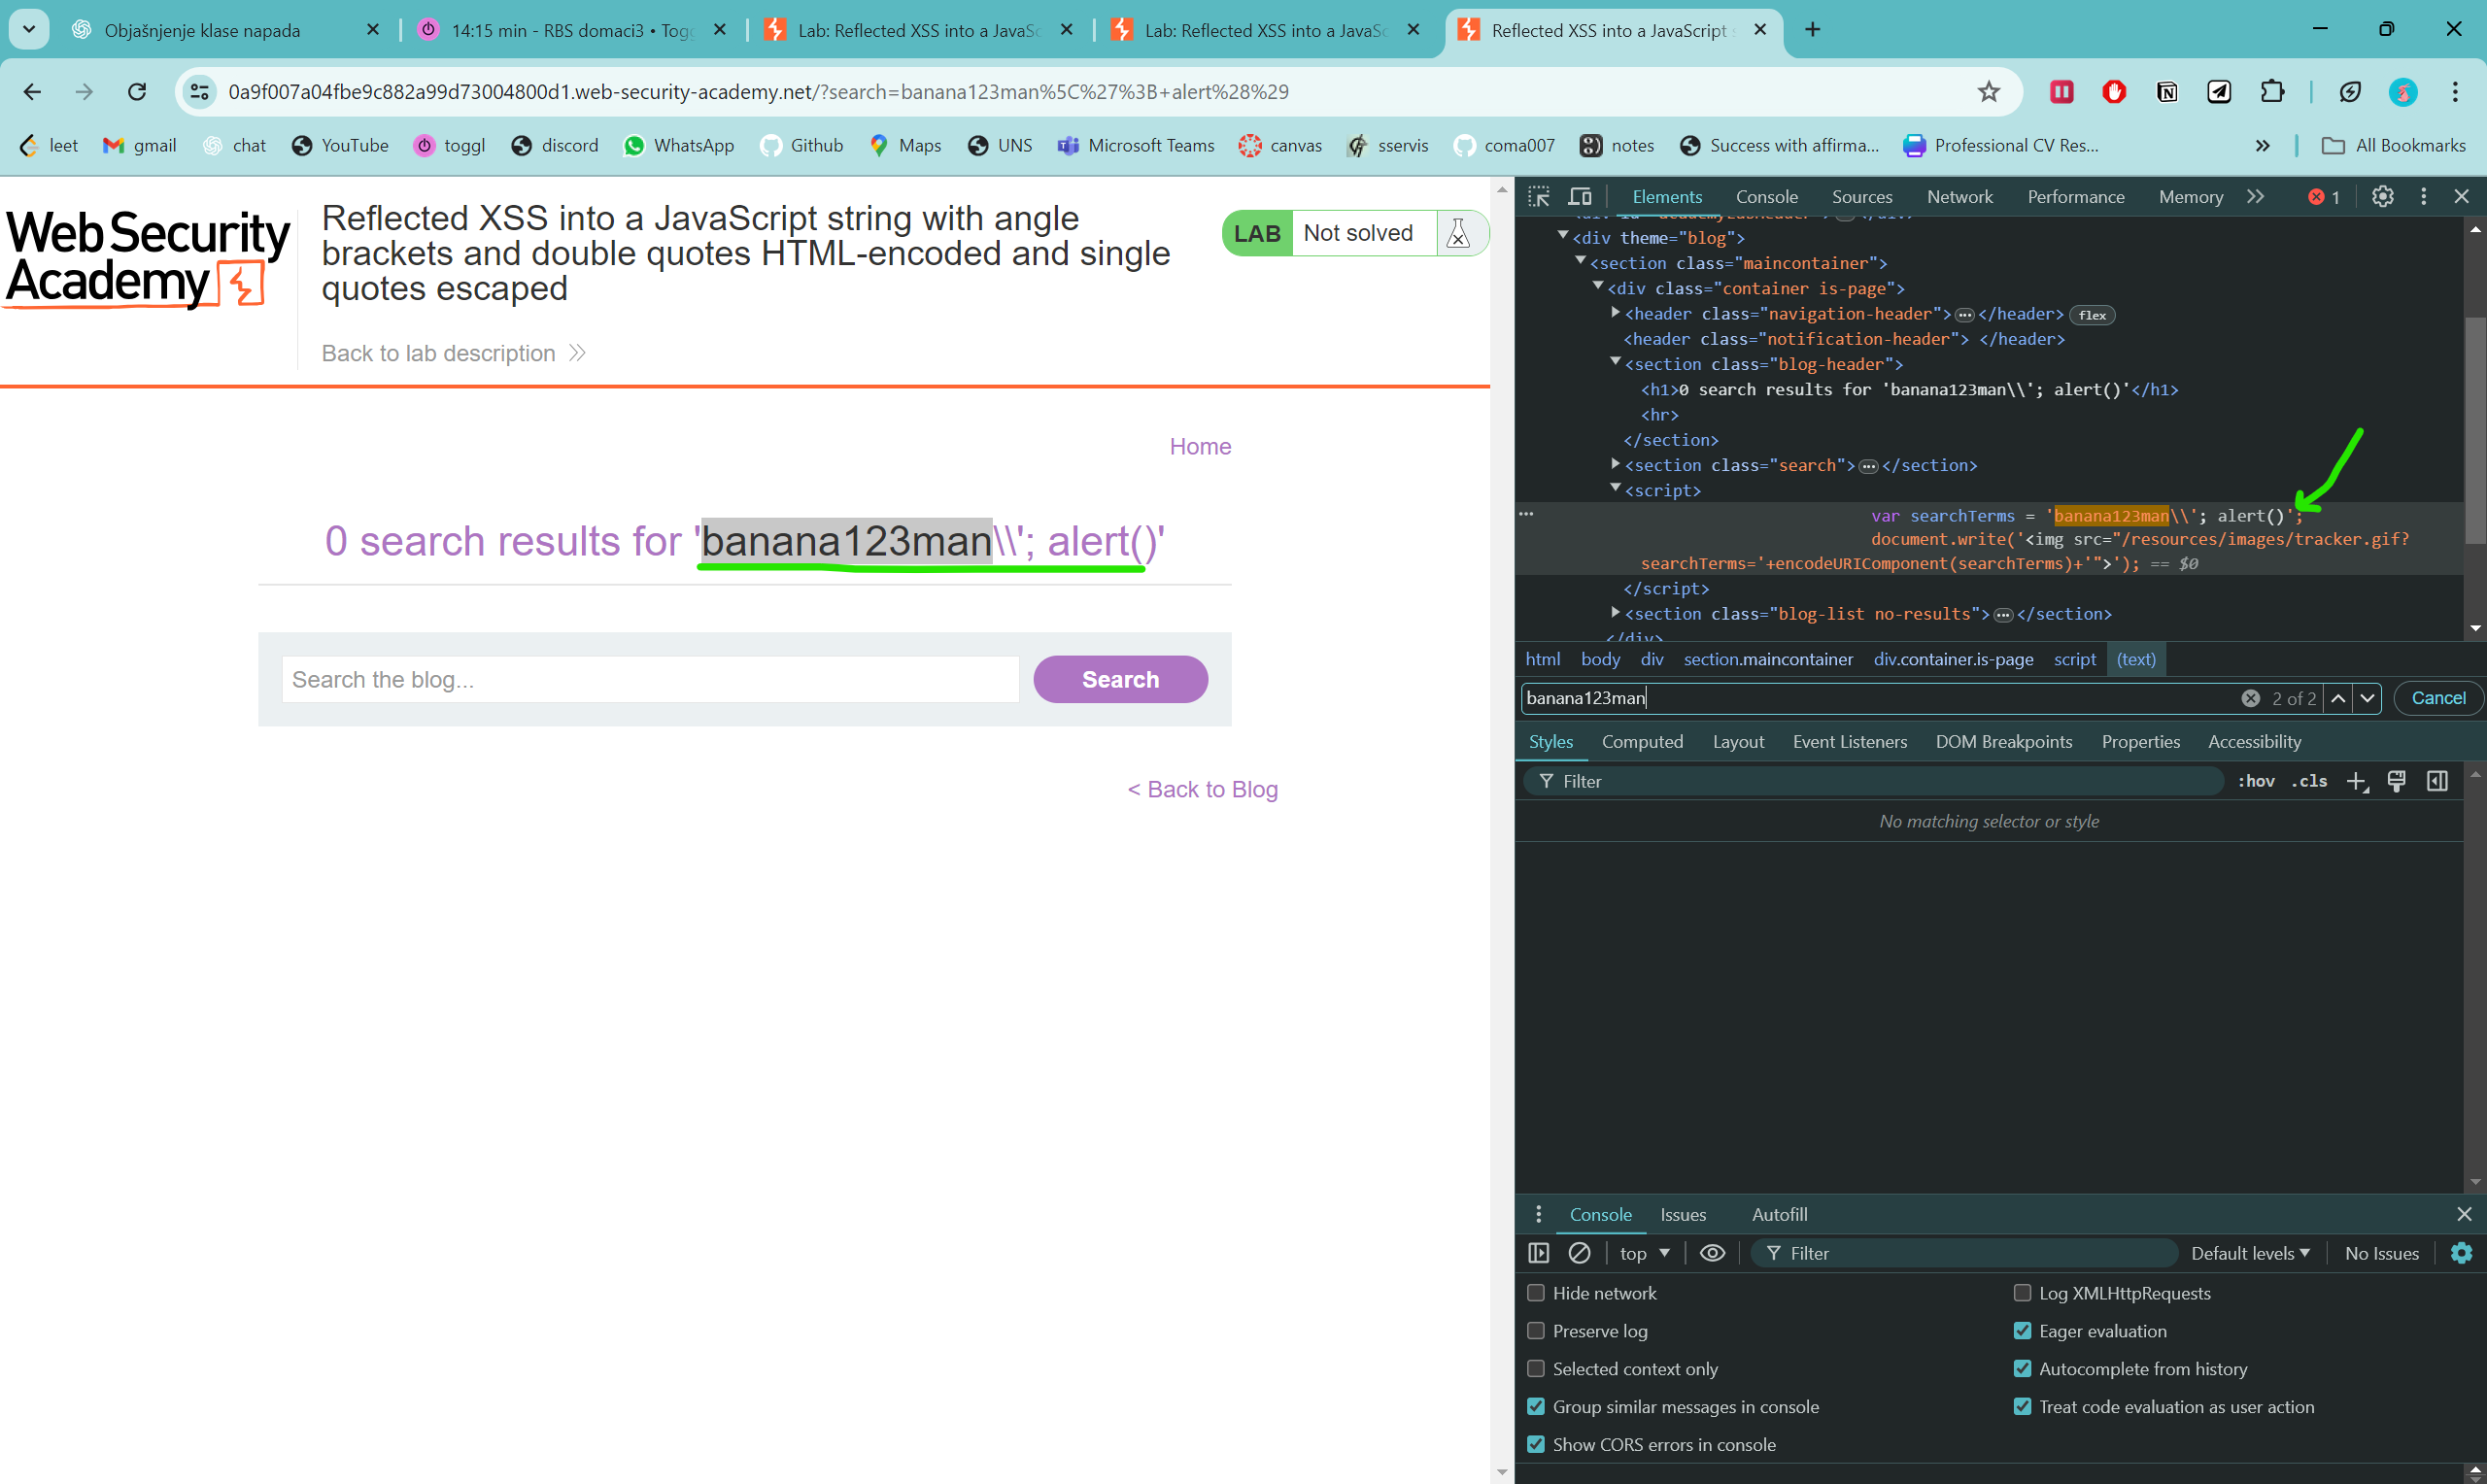 Objašnjenje klase napada
14:15 min - RBS domaci3 • Togg
Lab: Reflected XSS into a JavaSc
Lab: Reflected XSS into a JavaSc
Reflected XSS into a JavaScript s
0a9f007a04fbe9c882a99d73004800d1.web-security-academy.net/?search=banana123man%5C%27%3B+alert%28%29
leet
gmail
chat
YouTube
toggl
discord
WhatsApp
Github
Maps
UNS
Microsoft Teams
canvas
sservis
coma007
notes
Success with affirma...
Professional CV Res...
All Bookmarks
Web Security
Academy
Reflected XSS into a JavaScript string with angle
brackets and double quotes HTML-encoded and single
quotes escaped
LAB Not solved
Back to lab description
Home
0 search results for 'banana123man\\'; alert()'
Search the blog...
Search
< Back to Blog
Elements Console Sources Network Performance Memory 1
<div theme="blog">
<section class="maincontainer">
<div class="container is-page">
<header class="navigation-header"> … </header> flex
<header class="notification-header"> </header>
<section class="blog-header">
<h1>0 search results for 'banana123man\\'; alert()'</h1>
<hr>
</section>
<section class="search"> … </section>
<script>
var searchTerms = 'banana123man\\'; alert()';
document.write('<img src="/resources/images/tracker.gif?
searchTerms='+encodeURIComponent(searchTerms)+'">'); == $0
</script>
<section class="blog-list no-results"> … </section>
</div>
html body div section.maincontainer div.container.is-page script (text)
banana123man 2 of 2 Cancel
Styles Computed Layout Event Listeners DOM Breakpoints Properties Accessibility
Filter :hov .cls
No matching selector or style
Console Issues Autofill
top Filter Default levels No Issues
Hide network
Log XMLHttpRequests
Preserve log
Eager evaluation
Selected context only
Autocomplete from history
Group similar messages in console
Treat code evaluation as user action
Show CORS errors in console